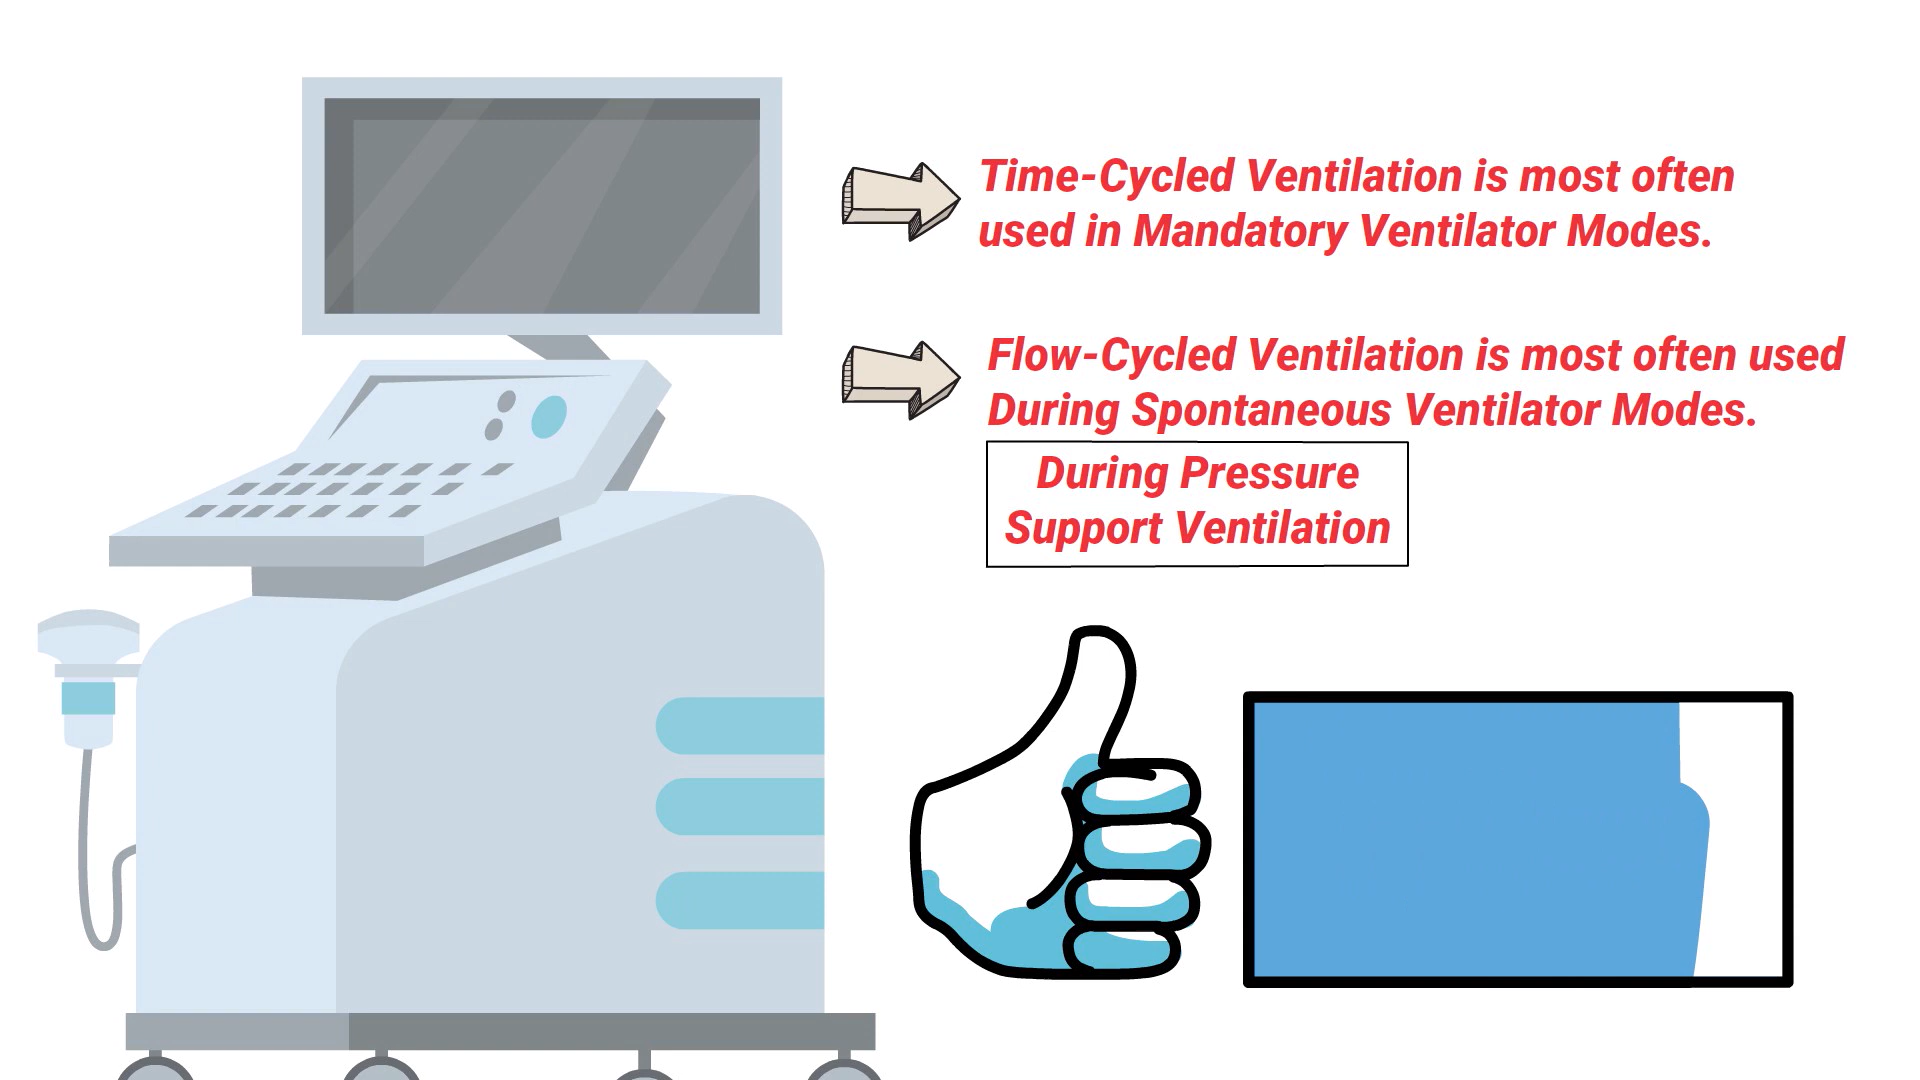 Time-Cycled Ventilation is most often
used in Mandatory Ventilator Modes.
Flow-Cycled Ventilation is most often used
During Spontaneous Ventilator Modes.
During Pressure
Support Ventilation